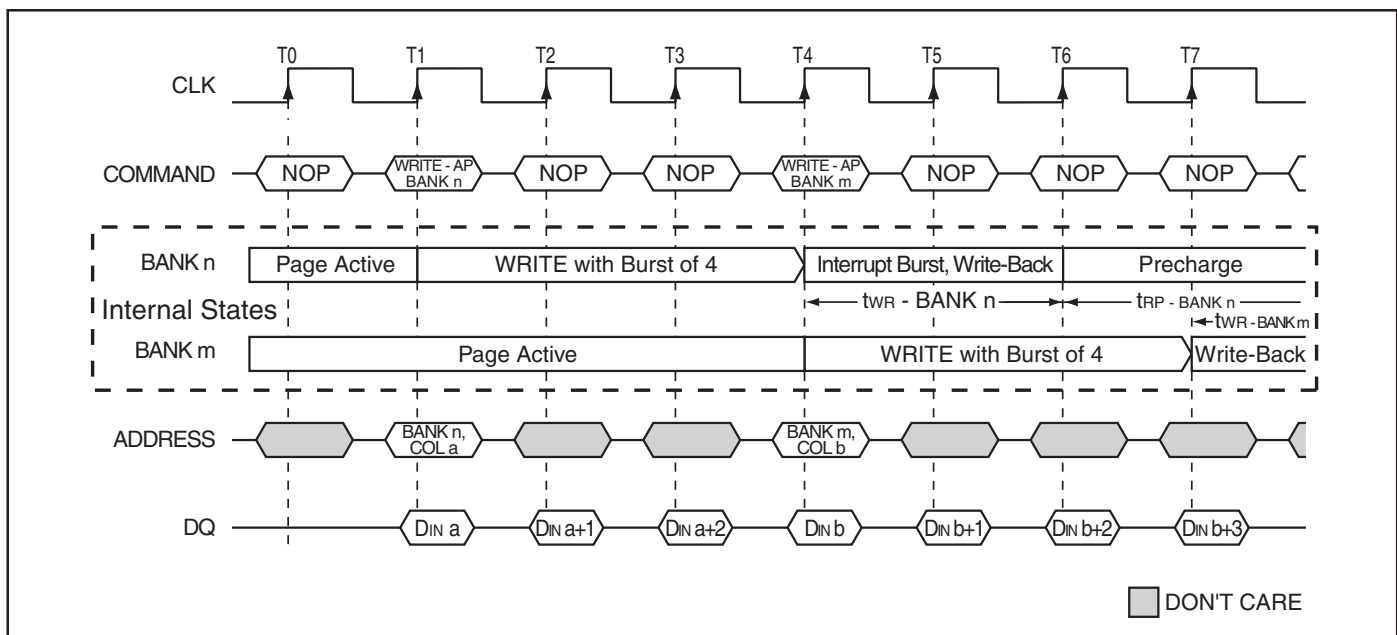 T0 T1 T2 T3 T4 T5 T6 T7
CLK
COMMAND NOP WRITE - AP BANK n NOP NOP WRITE - AP BANK m NOP NOP NOP
BANK n Page Active WRITE with Burst of 4 Interrupt Burst, Write-Back Precharge
Internal States tWR - BANK n tRP - BANK n
tWR - BANK m
BANK m Page Active WRITE with Burst of 4 Write-Back
ADDRESS BANK n, COL a BANK m, COL b
DQ DIN a DIN a+1 DIN a+2 DIN b DIN b+1 DIN b+2 DIN b+3
DON'T CARE